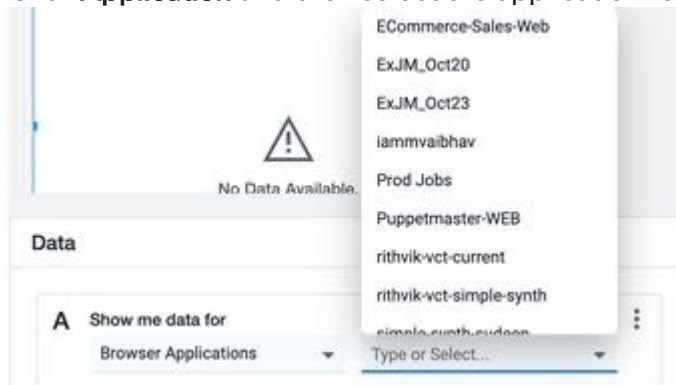 ECommerce-Sales-Web
ExJM_Oct20
ExJM_Oct23
iammvaibhav
Prod Jobs
Puppetmaster-WEB
rithvik-vct-current
rithvik-vct-simple-synth
No Data Available.
Data
A Show me data for
Browser Applications
Type or Select...